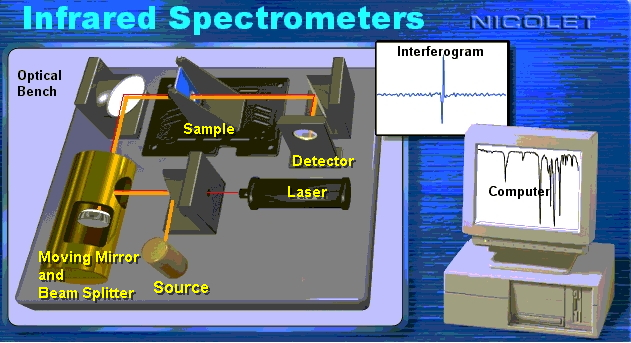 Infrared Spectrometers
NICOLET
Interferogram
Optical
Bench
Sample
Detector
Laser
Computer
Moving Mirror
and
Beam Splitter
Source